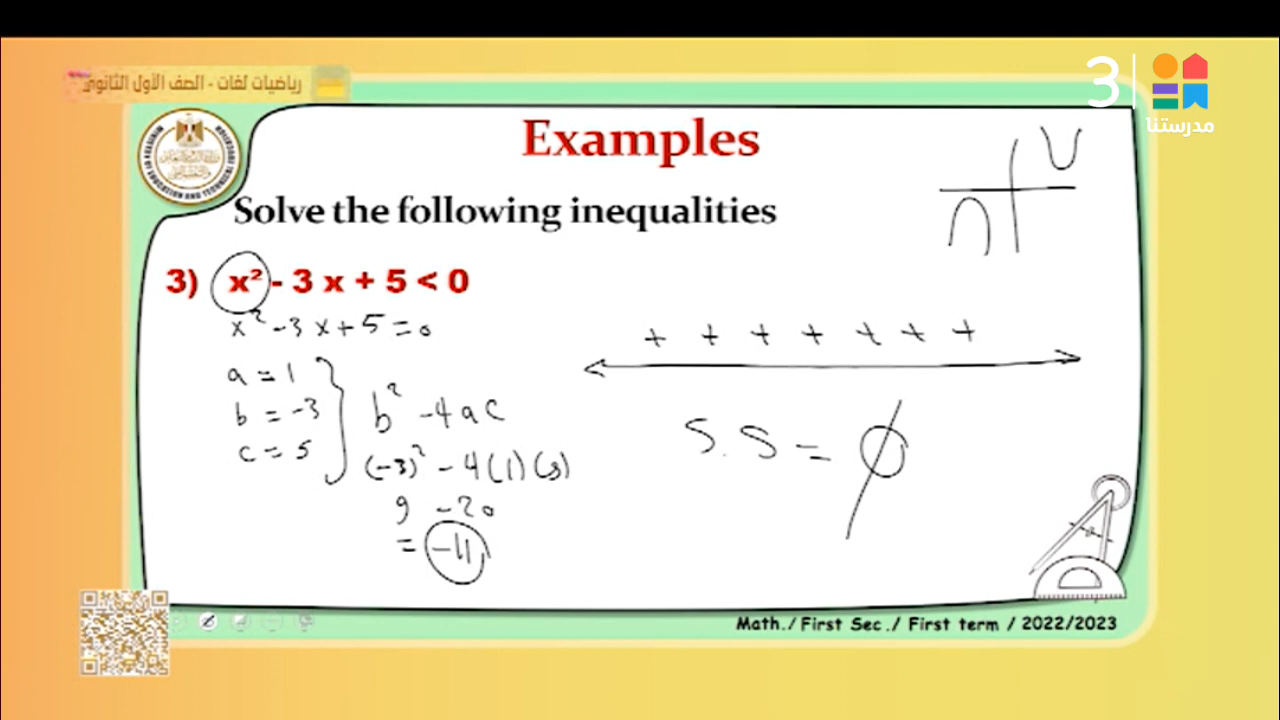 رياضيات لغات - الصف الأول الثانوي
3
مدرستنا
Examples
Solve the following inequalities
3) x² - 3 x + 5 < 0
x² -3x+5=0
a = 1
b = -3
c = 5
b² -4ac
(-3)² - 4(1)(5)
9 -20
= -11
+ + + + + + +
S.S = ϕ
Math./ First Sec./ First term / 2022/2023